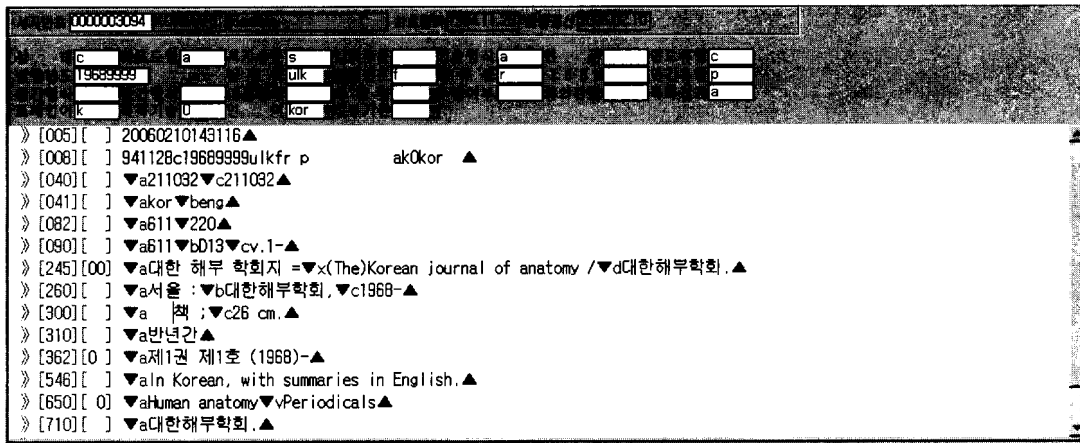 0000003094
c a s a c
19689999 ulk f r p
a
k 0 kor
》[005][  ] 20060210143116▲
》[008][  ] 941128c19689999ulkfr p          ak0kor  ▲
》[040][  ] ▼a211032▼c211032▲
》[041][  ] ▼akor▼beng▲
》[082][  ] ▼a611▼220▲
》[090][  ] ▼a611▼bD13▼cv.1-▲
》[245][00] ▼a대한 해부 학회지 =▼x(The)Korean journal of anatomy /▼d대한해부학회.▲
》[260][  ] ▼a서울 :▼b대한해부학회,▼c1968-▲
》[300][  ] ▼a   책 ;▼c26 cm.▲
》[310][  ] ▼a반년간▲
》[362][0 ] ▼a제1권 제1호 (1968)-▲
》[546][  ] ▼aIn Korean, with summaries in English.▲
》[650][ 0] ▼aHuman anatomy▼vPeriodicals▲
》[710][  ] ▼a대한해부학회.▲